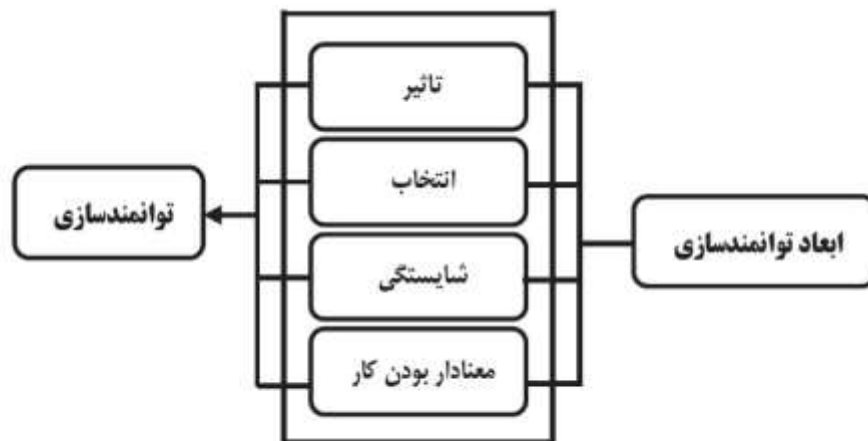 ابعاد توانمندسازی
تاثیر
انتخاب
شایستگی
معنادار بودن کار
توانمندسازی